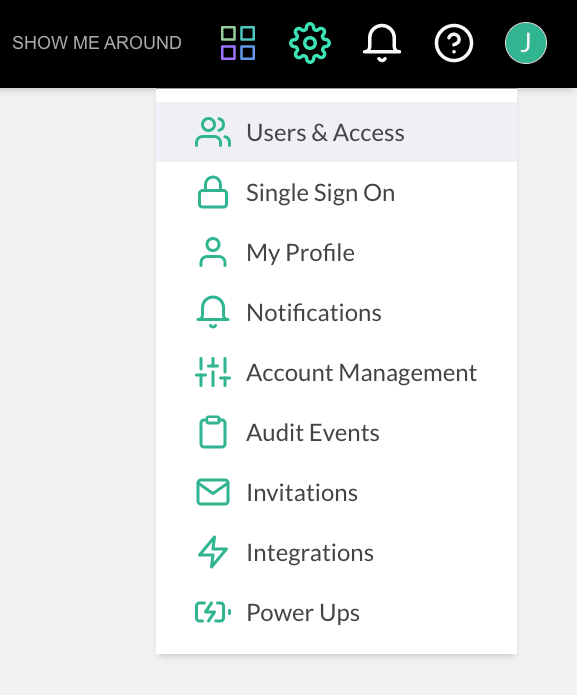 SHOW ME AROUND
J
Users & Access
Single Sign On
My Profile
Notifications
Account Management
Audit Events
Invitations
Integrations
Power Ups